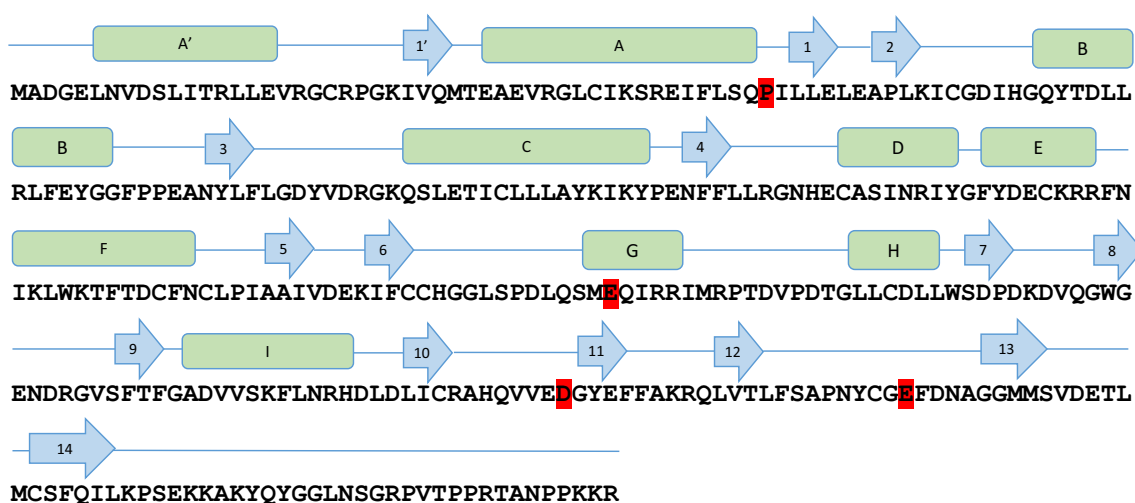 A’ 1’ A 1 2 B
MADGELNVDSLITRLLEVRGCRPGKIVQMTEAEVRGLCIKSREIFLSQPILLELEAPLKICGDIHGQYTDLL
B 3 C 4 D E
RLFEYGGFPPEANYLFLGDYVDRGKQSLETICLLLAYKIKYPENFFLLRGNHECASINRIYGFYDECKRRFN
F 5 6 G H 7 8
IKLWKTFTDCFNCLPIAAIVDEKIFCCHGGLSPDLQSMEQIRRIMRPTDVPDTGLLCDLLWSDPDKDVQGWG
9 I 10 11 12 13
ENDRGVSFTFGADVVSKFLNRHDLDLICRAHQVVEDGYEFFAKRQLVTLFSAPNYCGEFDNAGGMMSVDETL
14
MCSFQILKPSEKKAKYQYGGLNSGRPVTPPRTANPPKKR